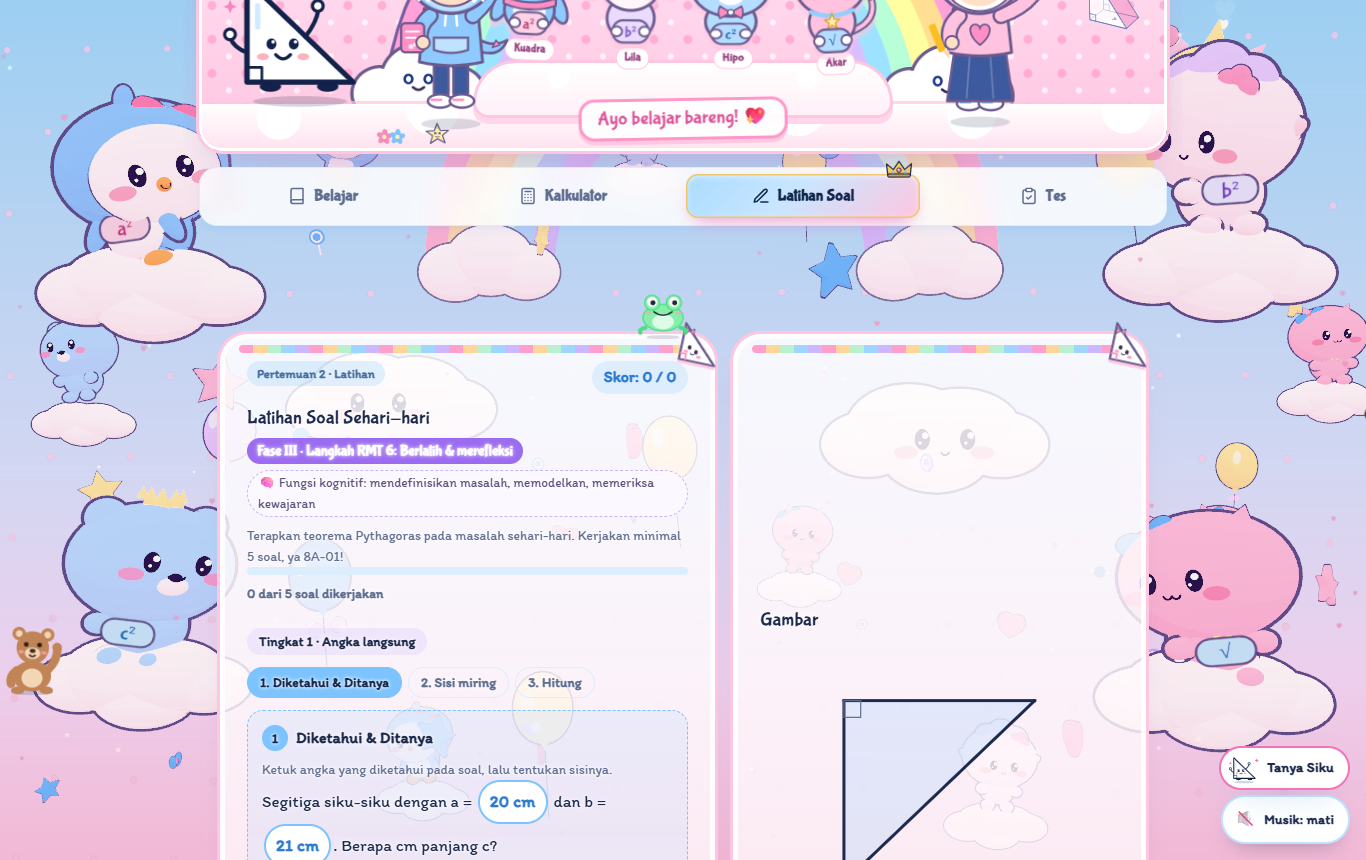 a²
b²
c²
√
Kuadra
Lila
Hipo
Akar
Ayo belajar bareng!
Belajar
Kalkulator
Latihan Soal
Tes
a²
b²
Pertemuan 2 · Latihan
Skor: 0 / 0
Latihan Soal Sehari-hari
Fase III · Langkah RMT 6: Berlatih & merefleksi
Fungsi kognitif: mendefinisikan masalah, memodelkan, memeriksa
kewajaran
Terapkan teorema Pythagoras pada masalah sehari-hari. Kerjakan minimal
5 soal, ya 8A-01!
0 dari 5 soal dikerjakan
Gambar
c²
√
Tingkat 1 · Angka langsung
1. Diketahui & Ditanya
2. Sisi miring
3. Hitung
1 Diketahui & Ditanya
Ketuk angka yang diketahui pada soal, lalu tentukan sisinya.
Segitiga siku-siku dengan a = 20 cm dan b =
21 cm . Berapa cm panjang c?
Tanya Siku
Musik: mati